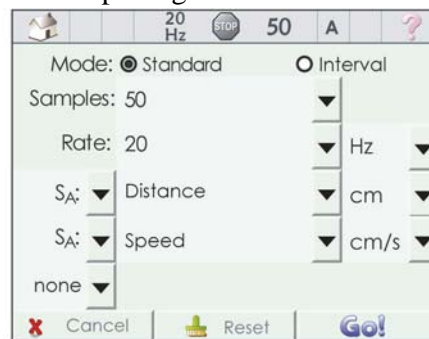 20 Hz STOP 50 A ?
Mode: Standard Interval
Samples: 50
Rate: 20 Hz
SA: Distance cm
SA: Speed cm/s
none
Cancel Reset Go!